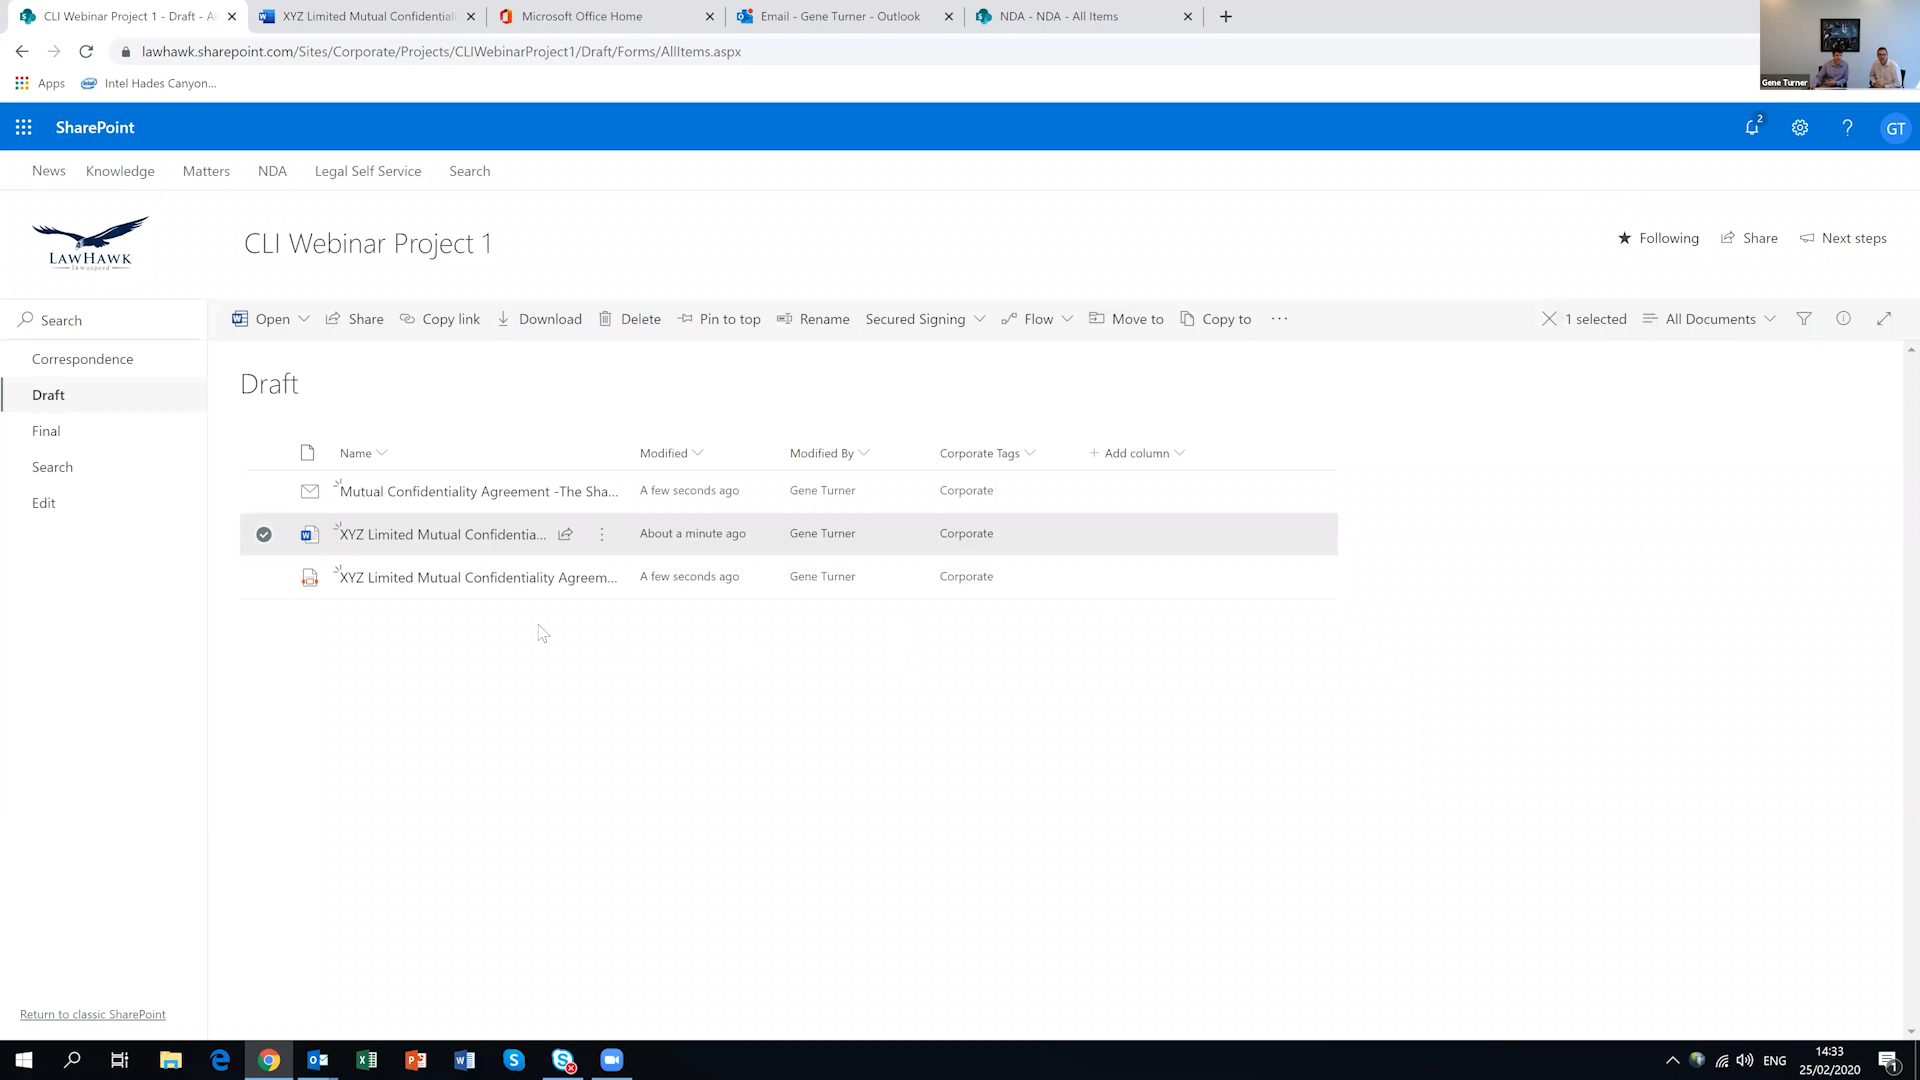 CLI Webinar Project 1 - Draft - Al
XYZ Limited Mutual Confidential
Microsoft Office Home
Email - Gene Turner - Outlook
NDA - NDA - All Items
lawhawk.sharepoint.com/Sites/Corporate/Projects/CLIWebinarProject1/Draft/Forms/AllItems.aspx
Apps
Intel Hades Canyon...
Gene Turner
SharePoint
2
GT
News
Knowledge
Matters
NDA
Legal Self Service
Search
LAWHAWK
CLI Webinar Project 1
Following
Share
Next steps
Search
Open
Share
Copy link
Download
Delete
Pin to top
Rename
Secured Signing
Flow
Move to
Copy to
1 selected
All Documents
Correspondence
Draft
Final
Search
Edit
Draft
Name
Modified
Modified By
Corporate Tags
Add column
Mutual Confidentiality Agreement -The Sha...
A few seconds ago
Gene Turner
Corporate
XYZ Limited Mutual Confidentia...
About a minute ago
Gene Turner
Corporate
XYZ Limited Mutual Confidentiality Agreem...
A few seconds ago
Gene Turner
Corporate
Return to classic SharePoint
ENG
14:33
25/02/2020
1